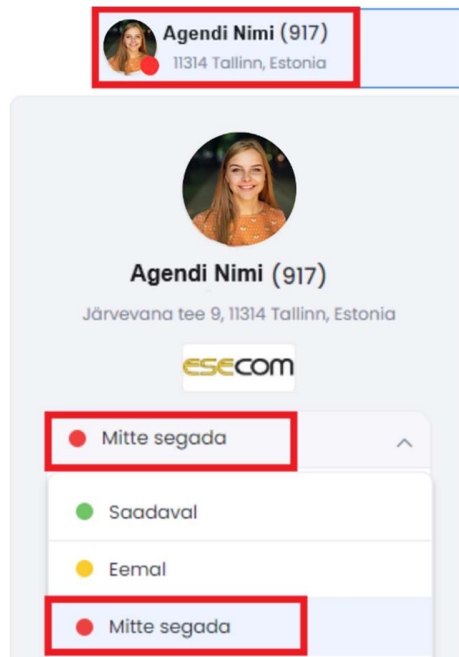 Agendi Nimi (917)
11314 Tallinn, Estonia
Agendi Nimi (917)
Järvevana tee 9, 11314 Tallinn, Estonia
esecom
Mitte segada
Saadaval
Eemal
Mitte segada